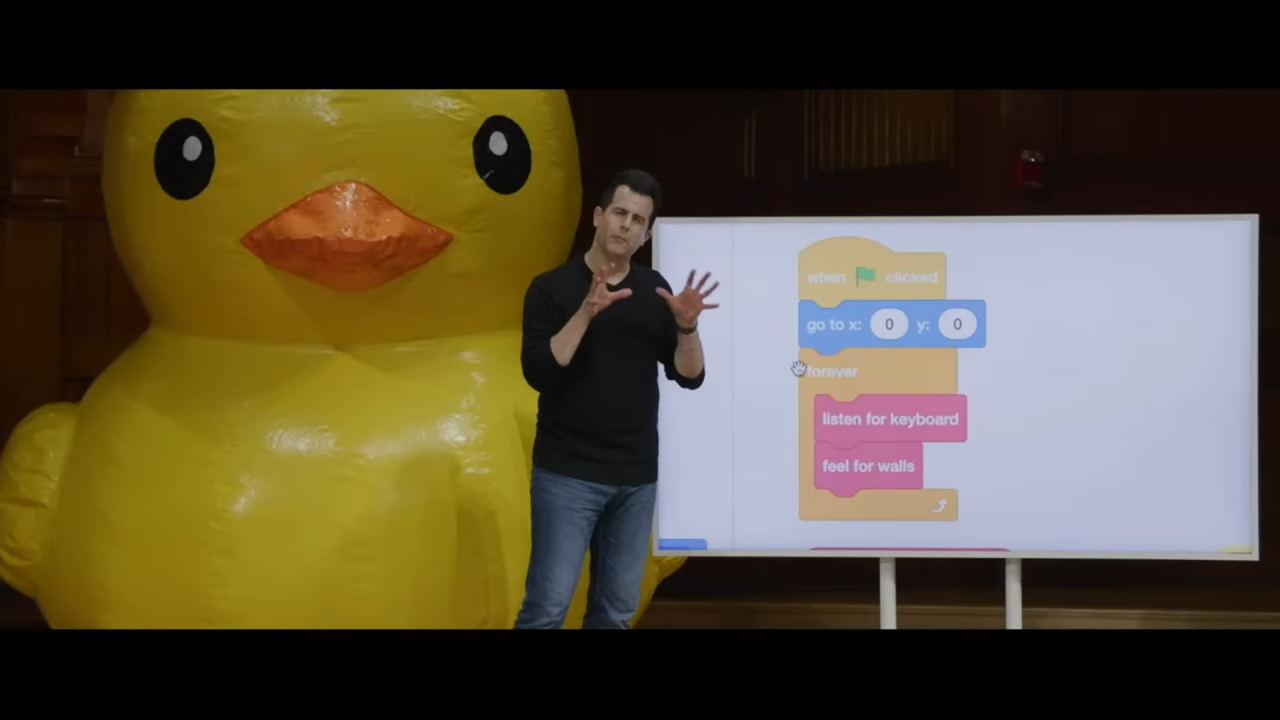 when clicked
go to x: 0 y: 0
forever
listen for keyboard
feel for walls